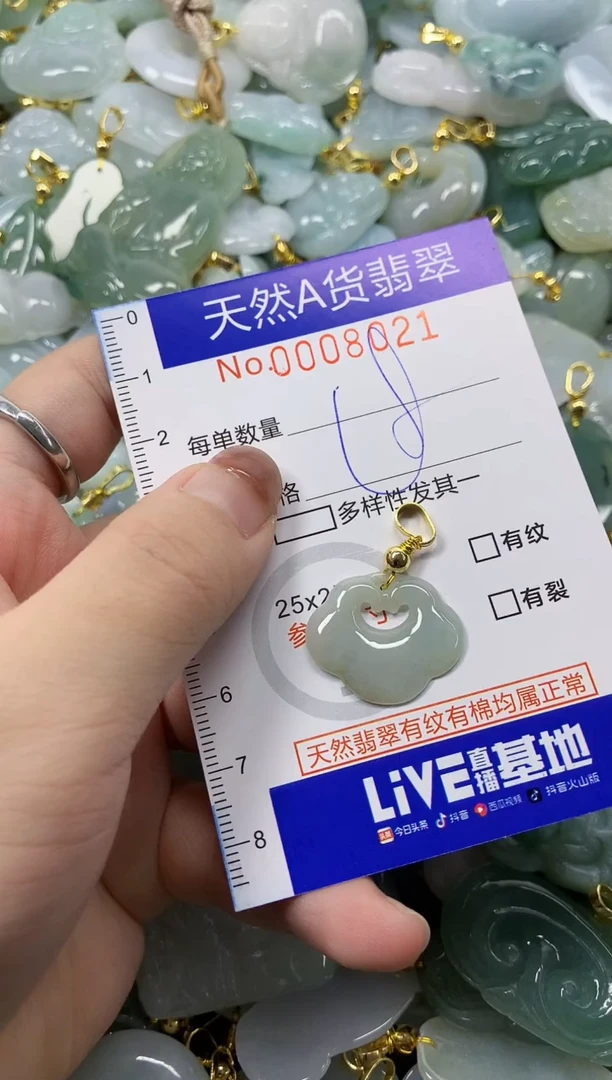 天然A货翡翠
No.0008021
0
1
2
每单数量
格
多样性发其一
有纹
25x2
有裂
参
寸
6
天然翡翠有纹有棉均属正常
7
LiVE直播基地
8
今日头条 抖音 西瓜视频 抖音火山版